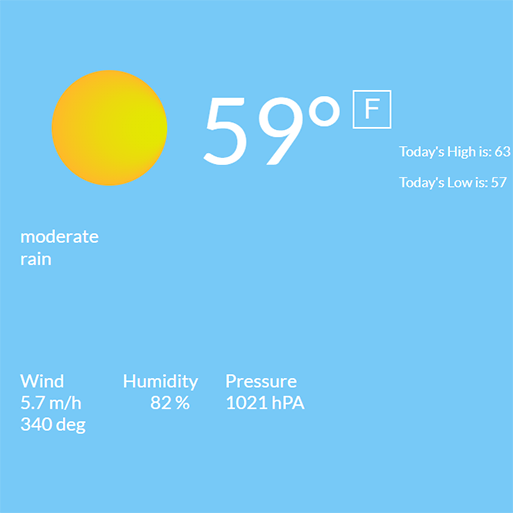 59° F
Today's High is: 63
Today's Low is: 57
moderate
rain
Wind
5.7 m/h
340 deg
Humidity
82 %
Pressure
1021 hPA